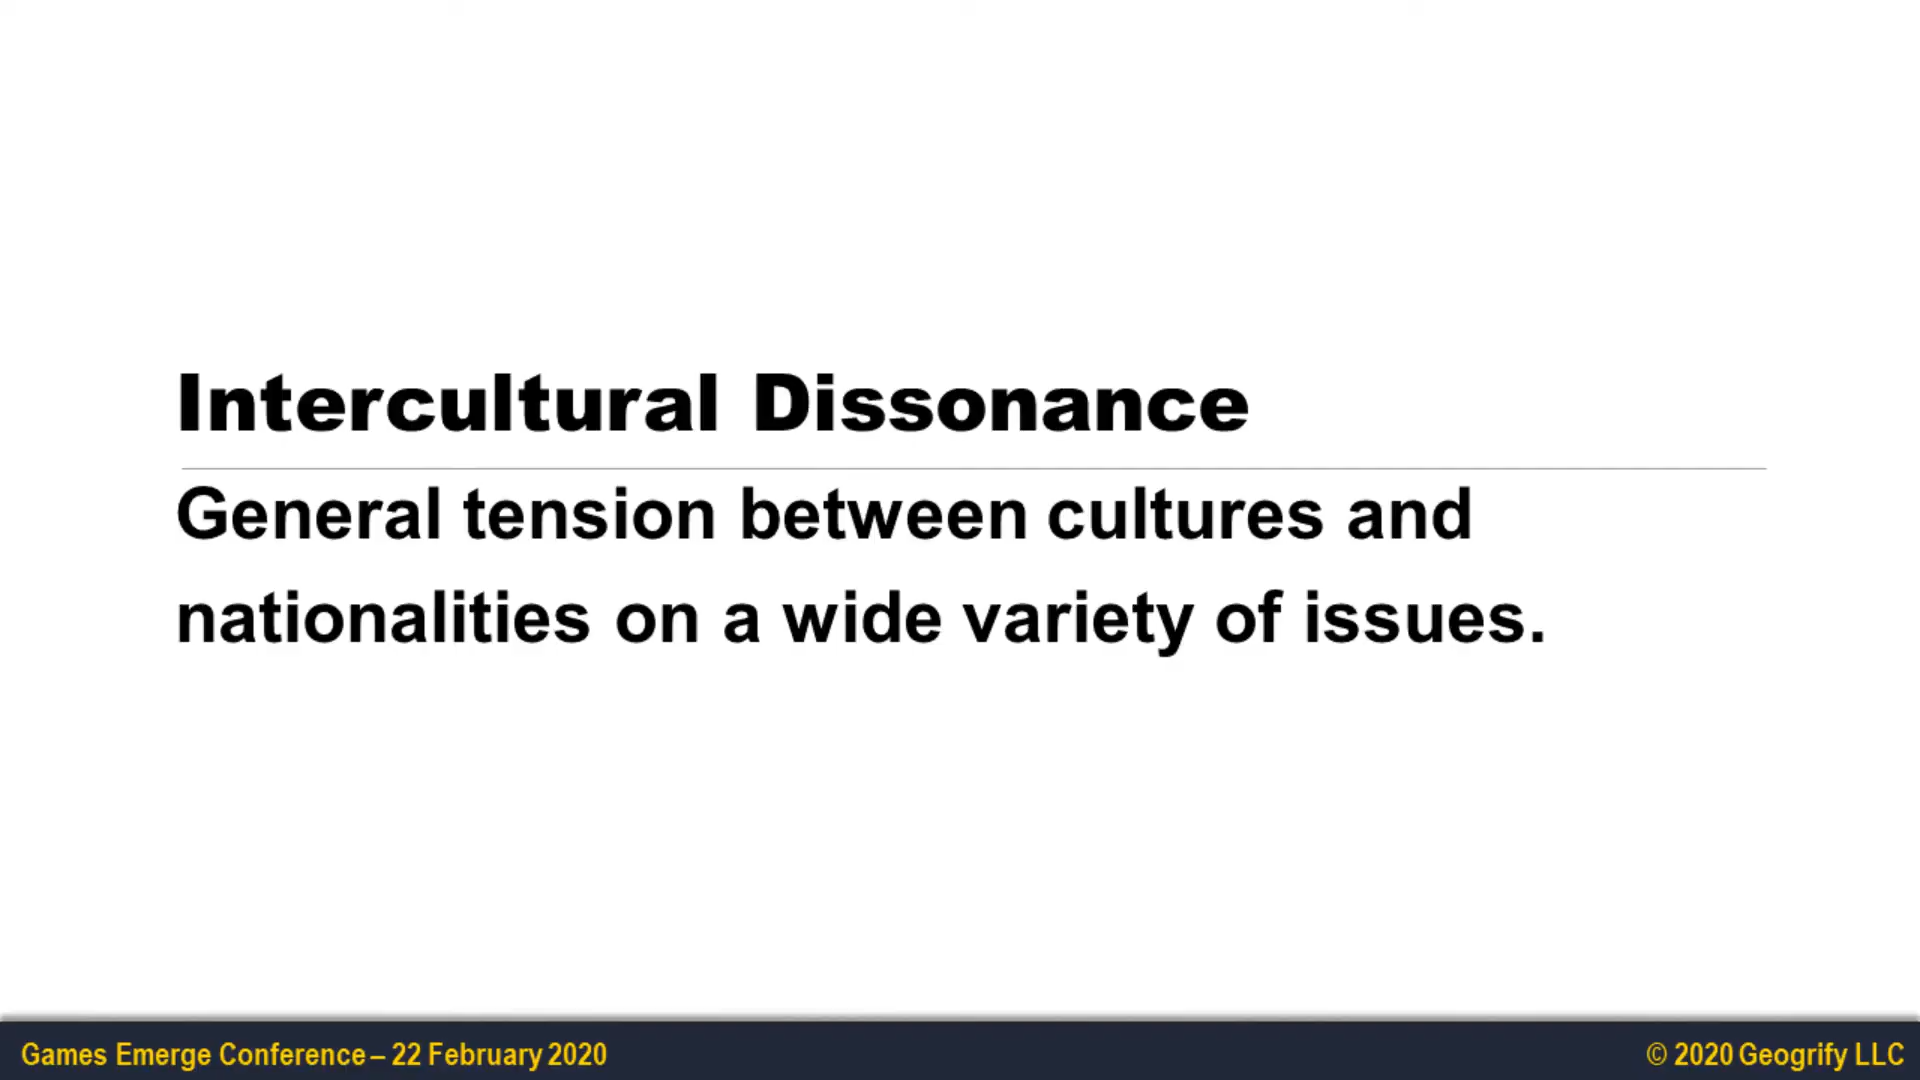 Intercultural Dissonance
General tension between cultures and
nationalities on a wide variety of issues.
Games Emerge Conference – 22 February 2020
© 2020 Geogrify LLC